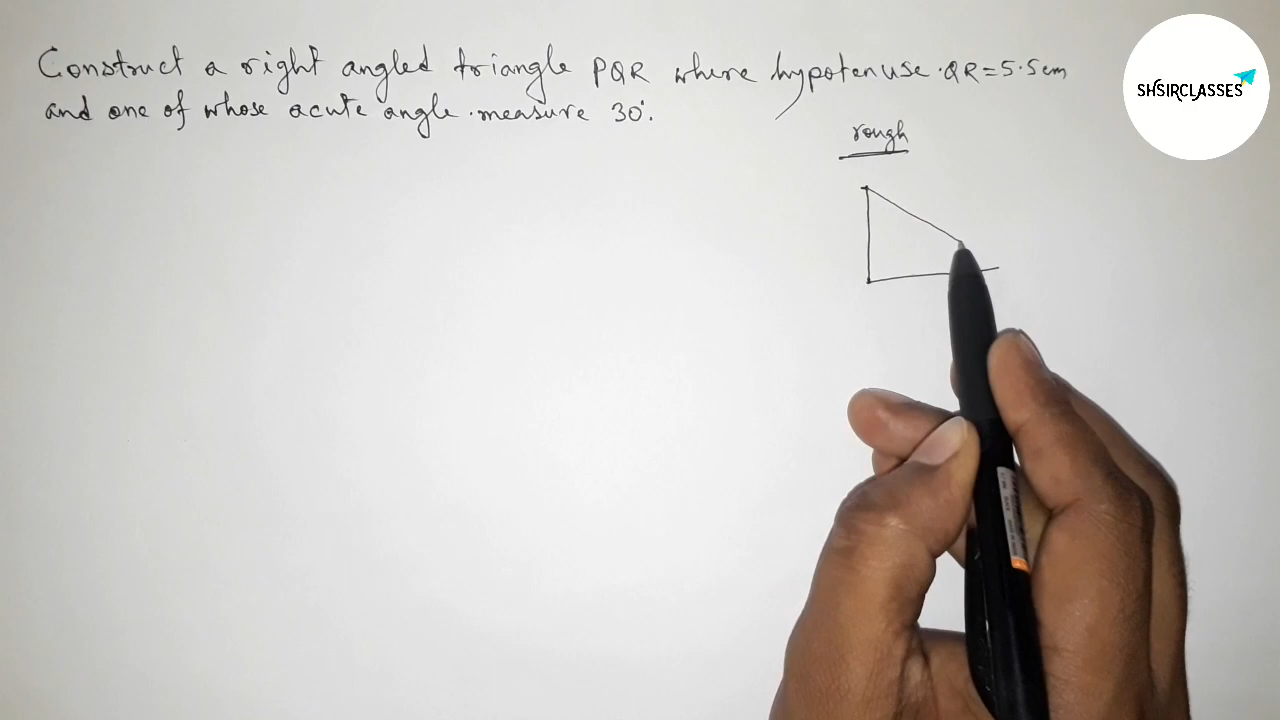 Construct a right angled triangle PQR where hypotenuse. QR = 5.5cm
and one of whose acute angle. measure 30°.
rough
SHSIRCLASSES